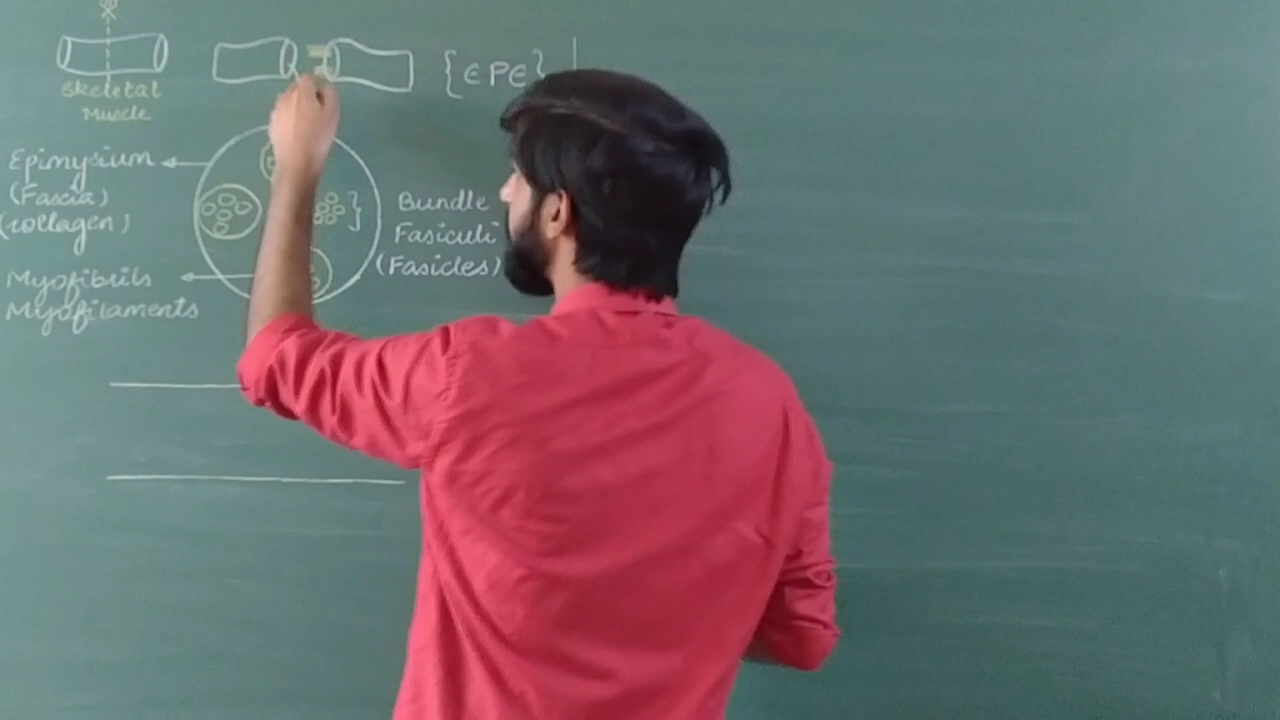 Skeletal
Muscle
{EPE}
Epimysium
(Fascia)
(collagen)
Bundle
Fasiculi
(Fasicles)
Myofibrils
Myofilaments